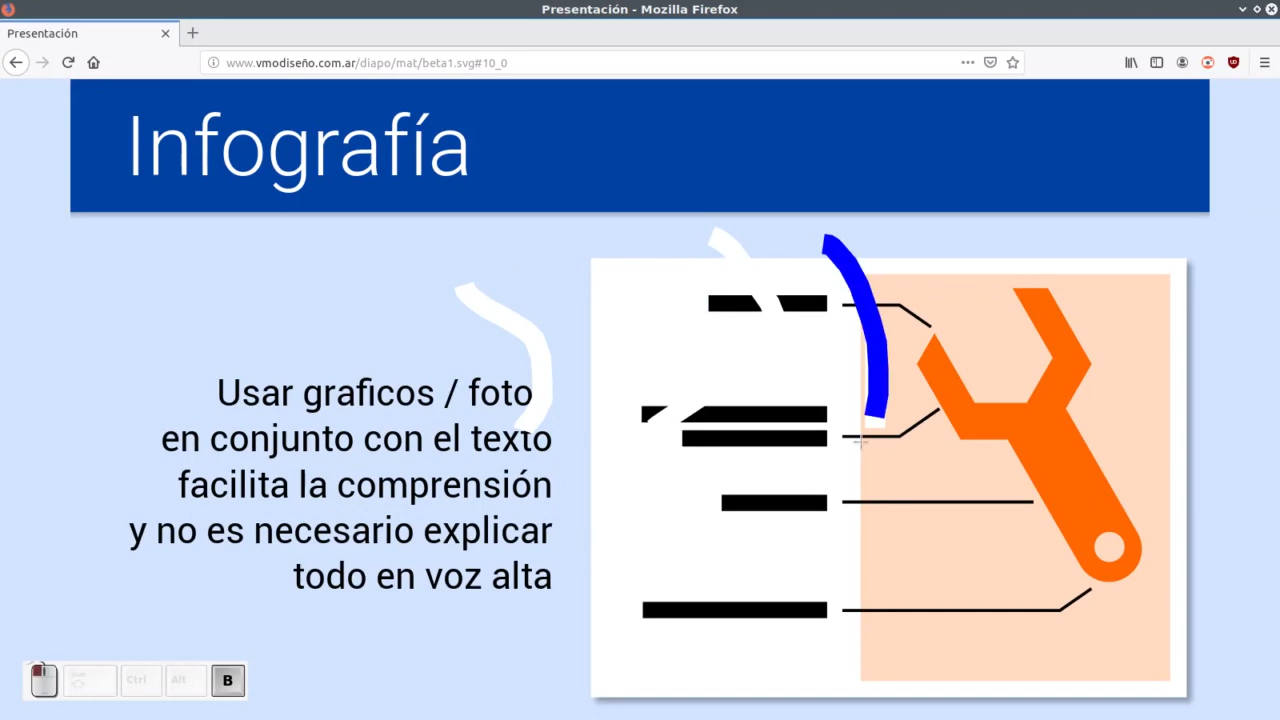 Presentación - Mozilla Firefox
Presentación
www.vmodiseño.com.ar/diapo/mat/beta1.svg#10_0
Infografía
Usar graficos / foto
en conjunto con el texto
facilita la comprensión
y no es necesario explicar
todo en voz alta
Ctrl Alt B